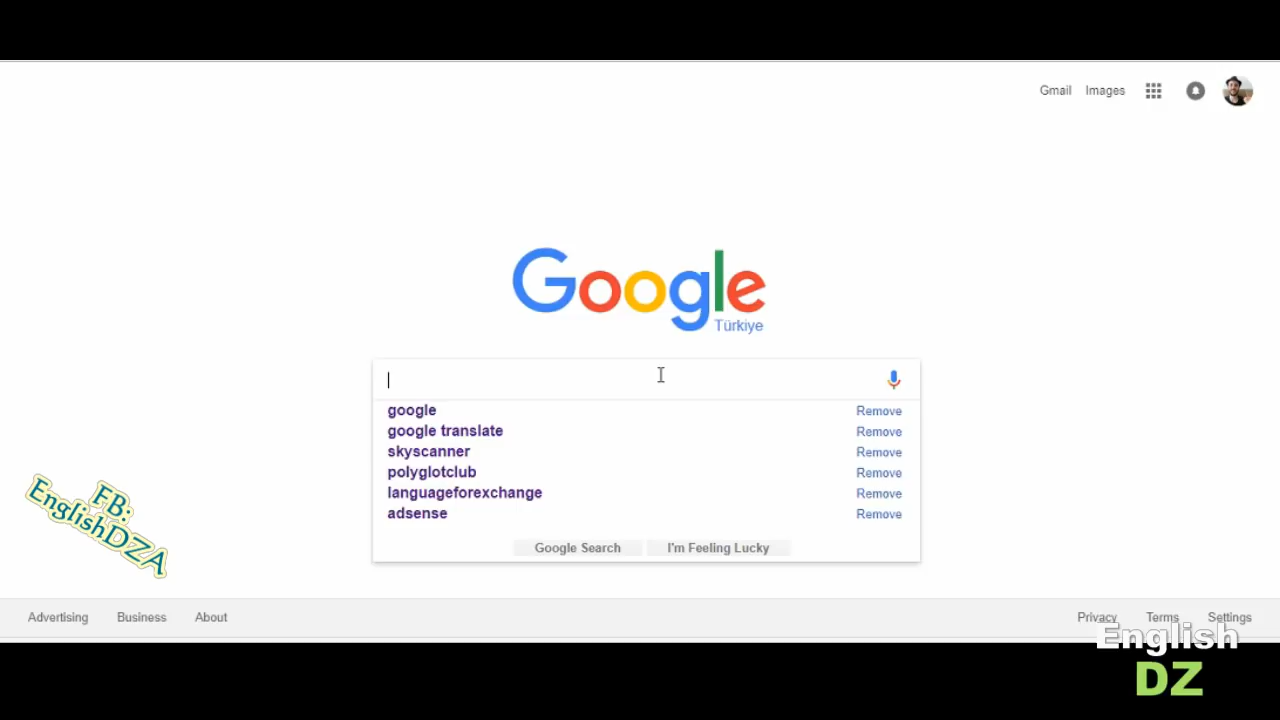 Gmail Images
Google
Türkiye
google Remove
google translate Remove
skyscanner Remove
polyglotclub Remove
languageforexchange Remove
adsense Remove
Google Search I'm Feeling Lucky
FB:
EnglishDZA
Advertising Business About Privacy Terms Settings
English
DZ